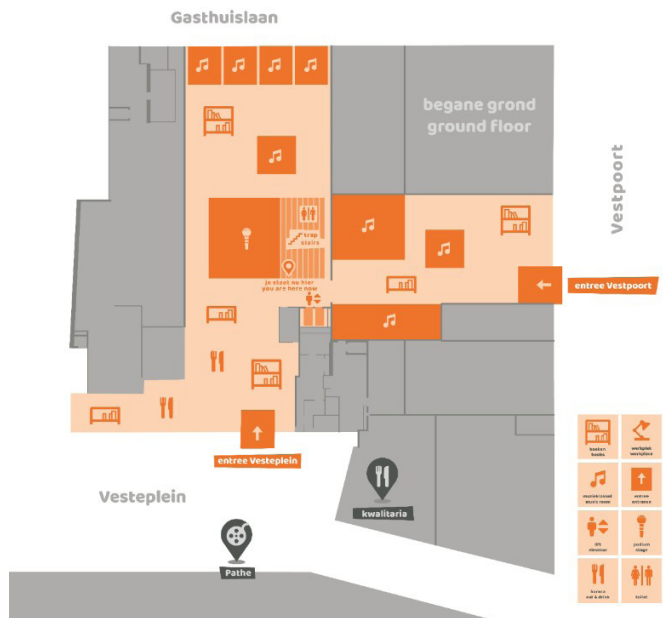 Gasthuislaan
begane grond
ground floor
Vestpoort
trap
stairs
je staat nu hier
you are here now
entree Vestpoort
entree Vesteplein
Vesteplein
kwalitaria
Pathe
boeken
books
werkplek
workplace
muzieklokaal
music room
entree
entrance
lift
elevator
podium
stage
horeca
eat & drink
toilet